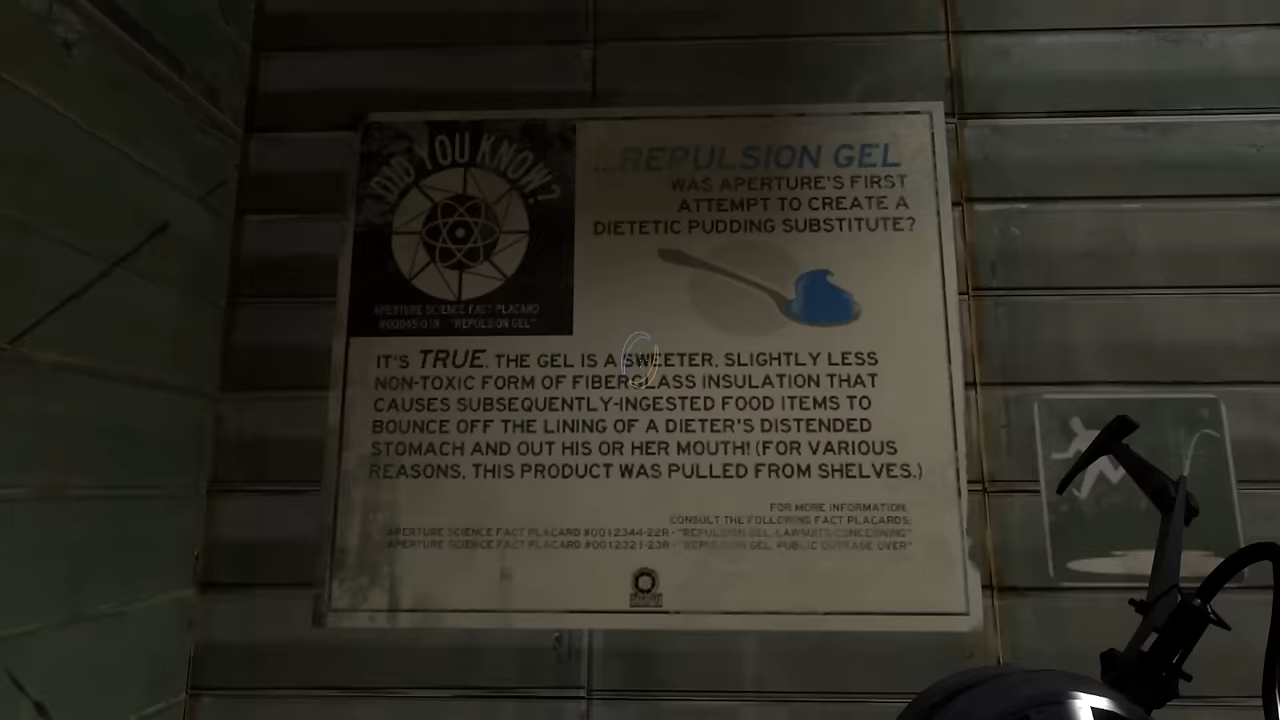 DID YOU KNOW?
APERTURE SCIENCE FACT PLACARD
"REPULSION GEL"
...REPULSION GEL
WAS APERTURE'S FIRST
ATTEMPT TO CREATE A
DIETETIC PUDDING SUBSTITUTE?
IT'S TRUE. THE GEL IS A SWEETER, SLIGHTLY LESS
NON-TOXIC FORM OF FIBERGLASS INSULATION THAT
CAUSES SUBSEQUENTLY-INGESTED FOOD ITEMS TO
BOUNCE OFF THE LINING OF A DIETER'S DISTENDED
STOMACH AND OUT HIS OR HER MOUTH! (FOR VARIOUS
REASONS, THIS PRODUCT WAS PULLED FROM SHELVES.)
FOR MORE INFORMATION,
CONSULT THE FOLLOWING FACT PLACARDS:
APERTURE SCIENCE FACT PLACARD #0012344-22R - "REPULSION GEL, LAWSUITS CONCERNING"
APERTURE SCIENCE FACT PLACARD #0012321-23R - "REPULSION GEL, PUBLIC OUTRAGE OVER"